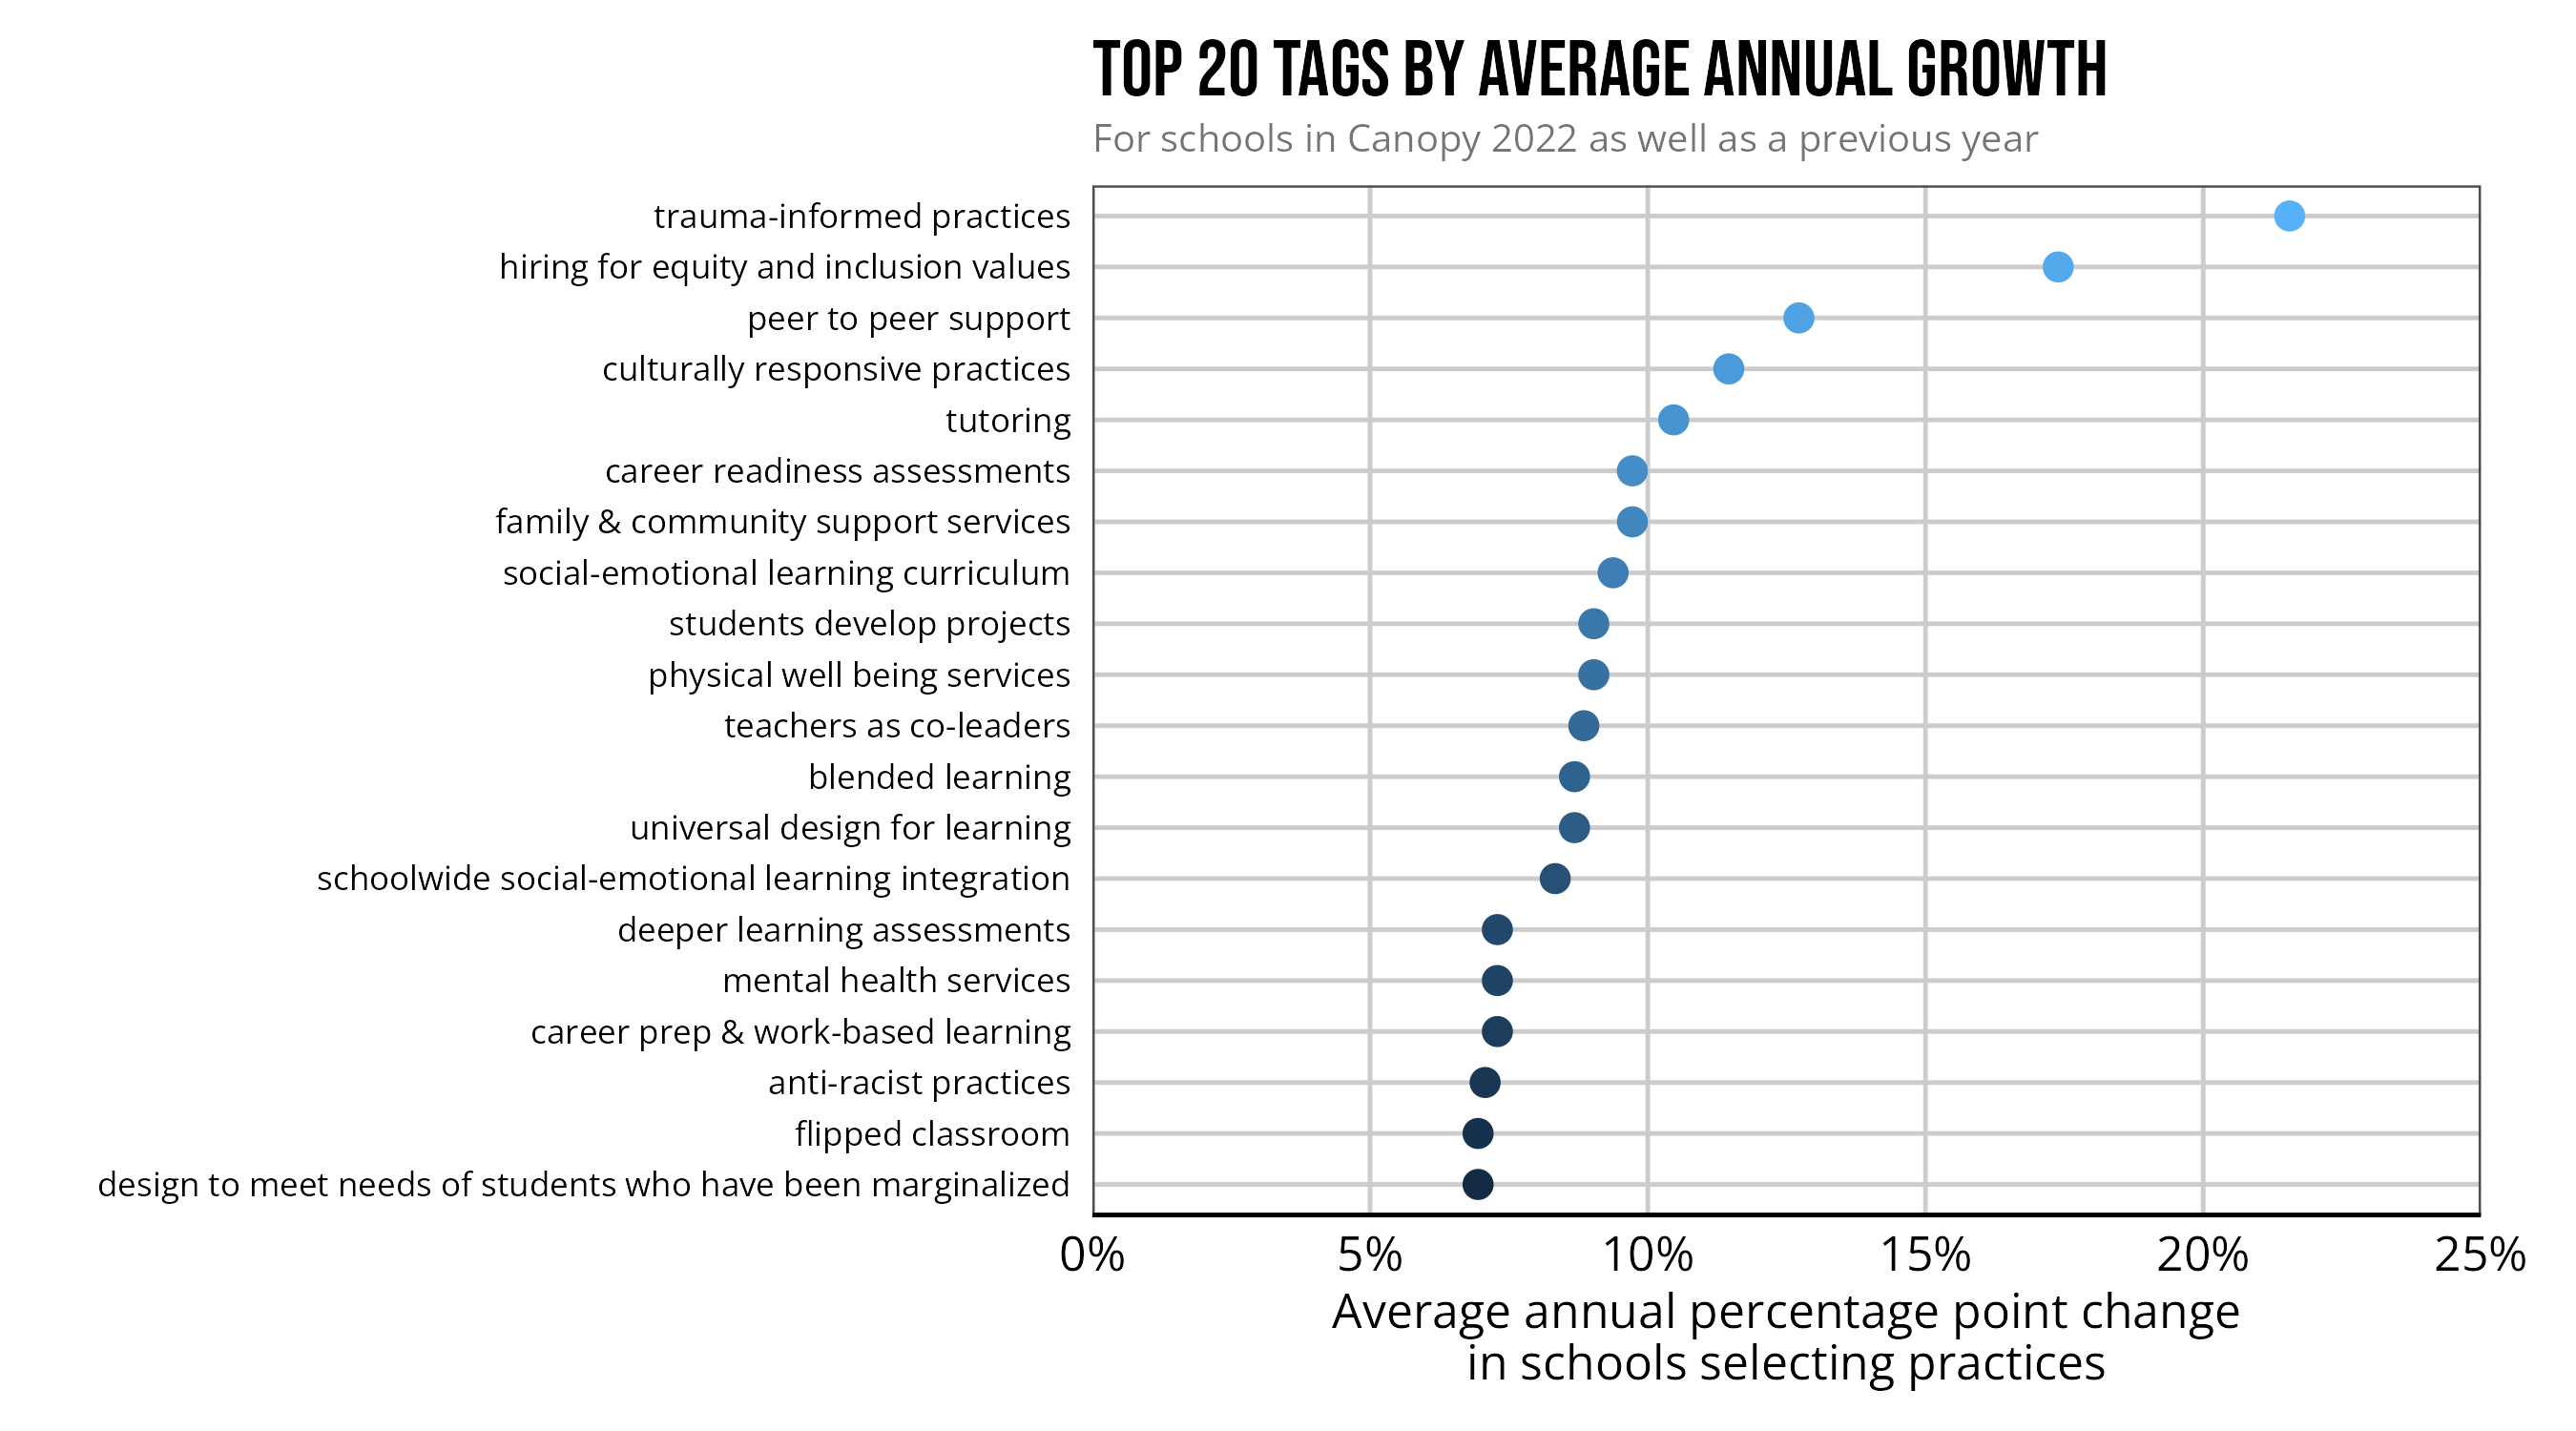 TOP 20 TAGS BY AVERAGE ANNUAL GROWTH
For schools in Canopy 2022 as well as a previous year
trauma-informed practices
hiring for equity and inclusion values
peer to peer support
culturally responsive practices
tutoring
career readiness assessments
family & community support services
social-emotional learning curriculum
students develop projects
physical well being services
teachers as co-leaders
blended learning
universal design for learning
schoolwide social-emotional learning integration
deeper learning assessments
mental health services
career prep & work-based learning
anti-racist practices
flipped classroom
design to meet needs of students who have been marginalized
0% 5% 10% 15% 20% 25%
Average annual percentage point change
in schools selecting practices